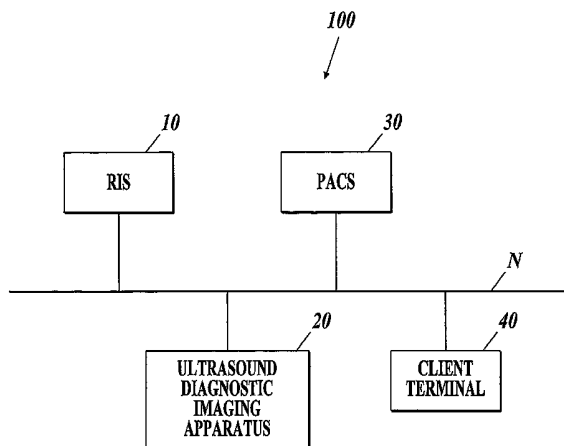 100
10
30
RIS
PACS
N
20
40
ULTRASOUND
DIAGNOSTIC
IMAGING
APPARATUS
CLIENT
TERMINAL